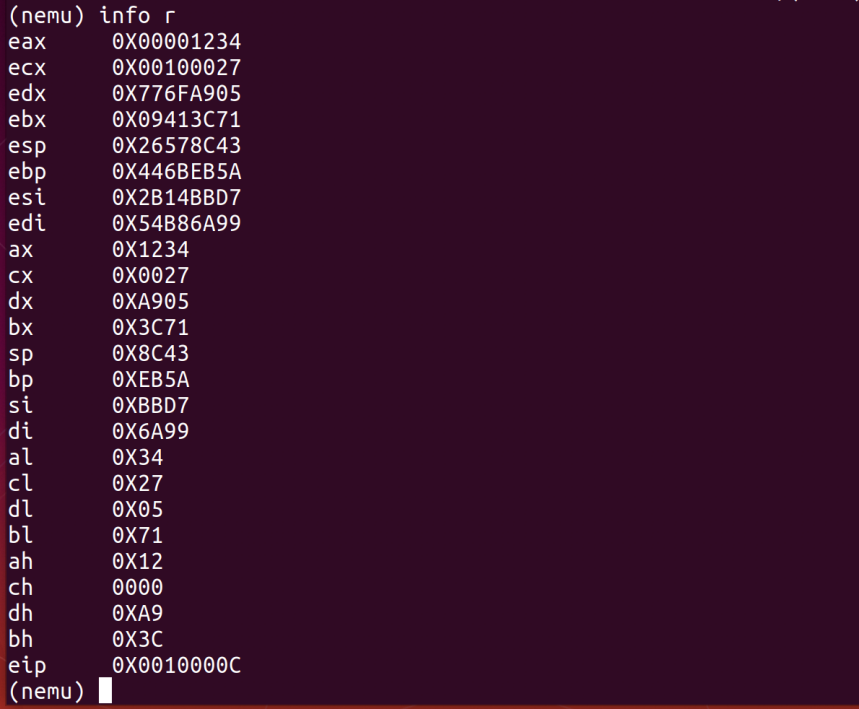 (nemu) info r
eax 0X00001234
ecx 0X00100027
edx 0X776FA905
ebx 0X09413C71
esp 0X26578C43
ebp 0X446BEB5A
esi 0X2B14BBD7
edi 0X54B86A99
ax 0X1234
cx 0X0027
dx 0XA905
bx 0X3C71
sp 0X8C43
bp 0XEB5A
si 0XBBD7
di 0X6A99
al 0X34
cl 0X27
dl 0X05
bl 0X71
ah 0X12
ch 0000
dh 0XA9
bh 0X3C
eip 0X0010000C
(nemu)